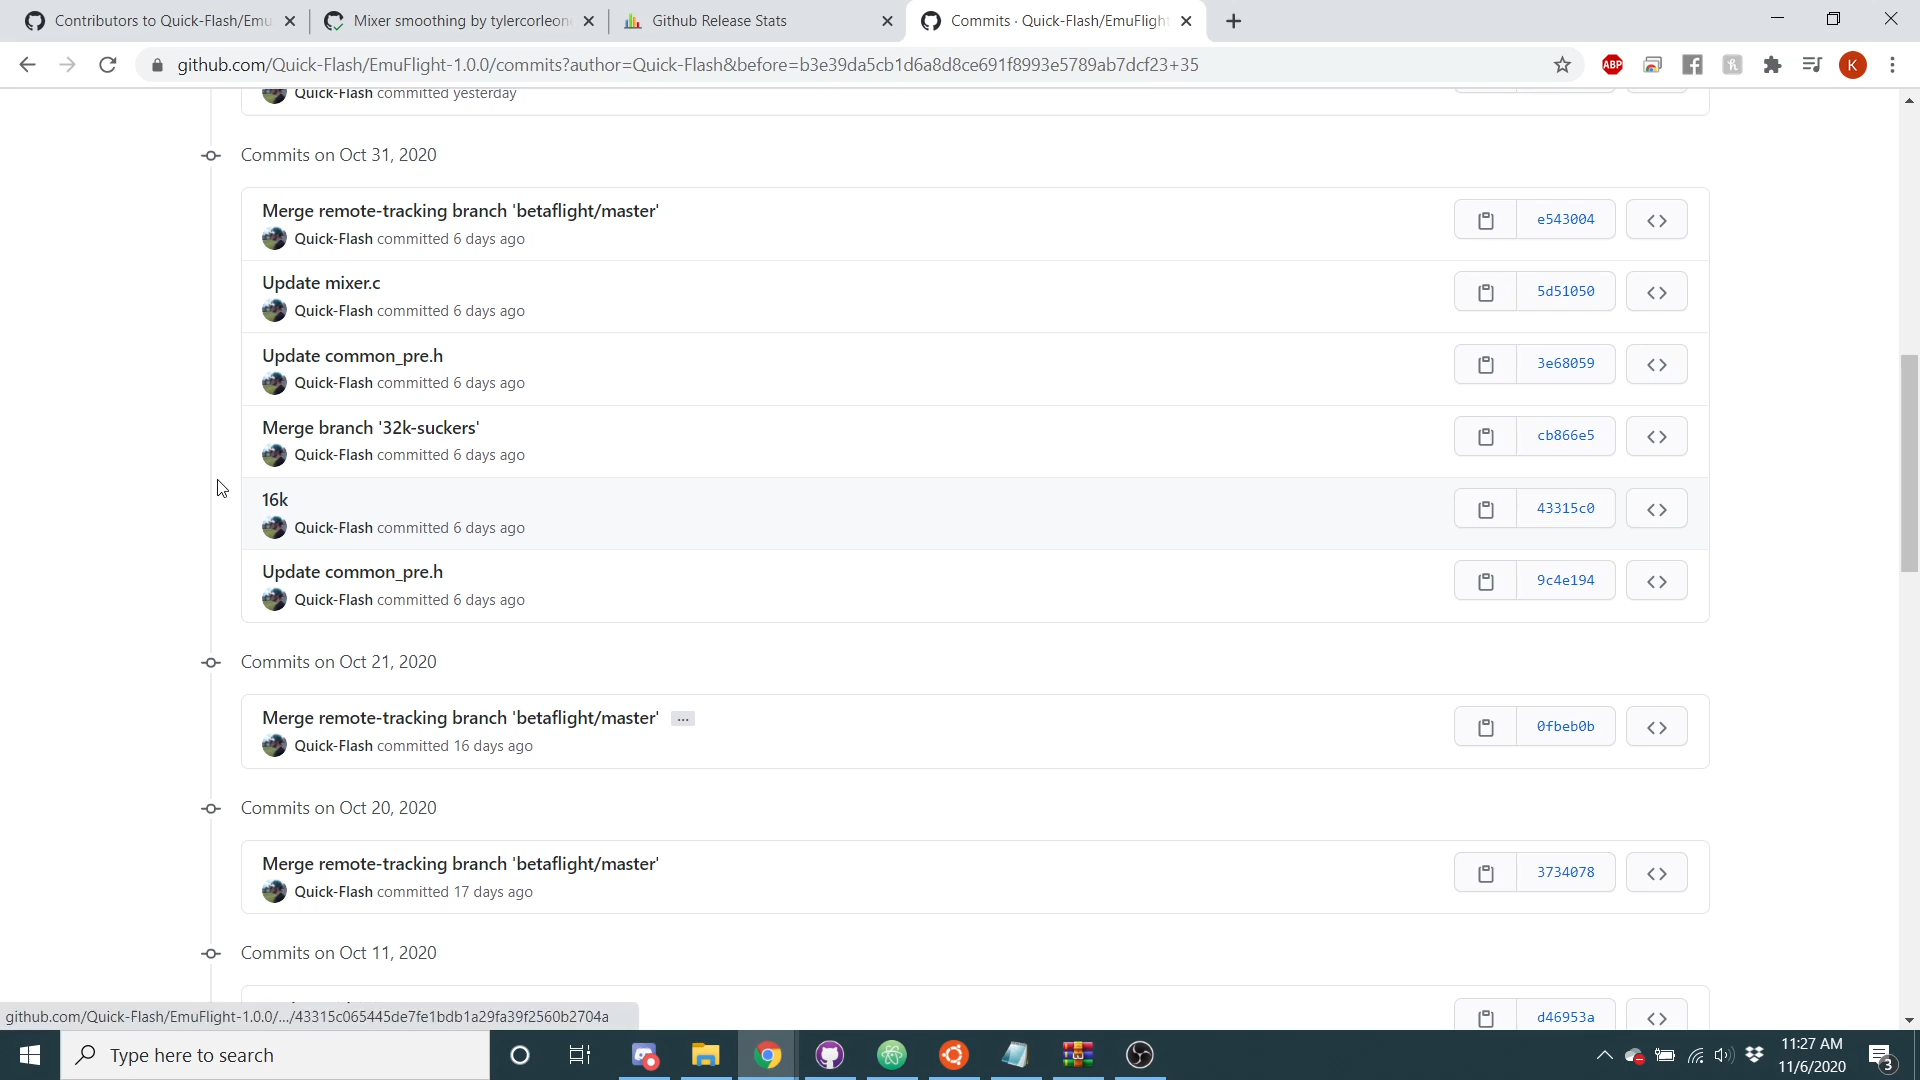 Contributors to Quick-Flash/Emu
Mixer smoothing by tylercorleon
Github Release Stats
Commits · Quick-Flash/EmuFlight
github.com/Quick-Flash/EmuFlight-1.0.0/commits?author=Quick-Flash&before=b3e39da5cb1d6a8d8ce691f8993e5789ab7dcf23+35
ABP
K
Quick-Flash committed yesterday
Commits on Oct 31, 2020
Merge remote-tracking branch 'betaflight/master'
Quick-Flash committed 6 days ago
e543004
Update mixer.c
Quick-Flash committed 6 days ago
5d51050
Update common_pre.h
Quick-Flash committed 6 days ago
3e68059
Merge branch '32k-suckers'
Quick-Flash committed 6 days ago
cb866e5
16k
Quick-Flash committed 6 days ago
43315c0
Update common_pre.h
Quick-Flash committed 6 days ago
9c4e194
Commits on Oct 21, 2020
Merge remote-tracking branch 'betaflight/master' ...
Quick-Flash committed 16 days ago
0fbeb0b
Commits on Oct 20, 2020
Merge remote-tracking branch 'betaflight/master'
Quick-Flash committed 17 days ago
3734078
Commits on Oct 11, 2020
d46953a
github.com/Quick-Flash/EmuFlight-1.0.0/.../43315c065445de7fe1bdb1a29fa39f2560b2704a
Type here to search
11:27 AM
11/6/2020
3